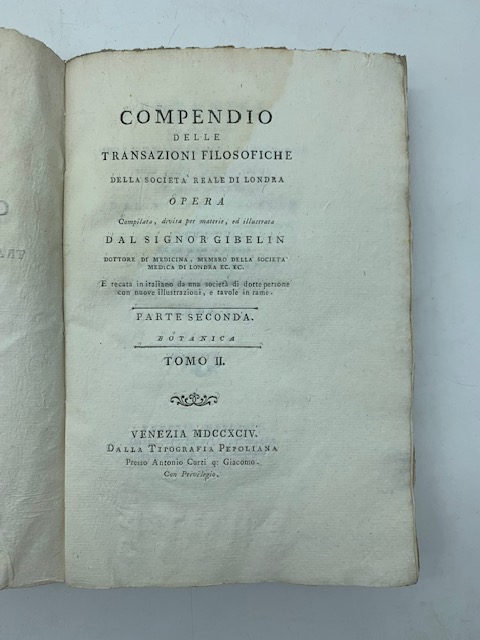 COMPENDIO
DELLE
TRANSAZIONI FILOSOFICHE
DELLA SOCIETA' REALE DI LONDRA
OPERA
Compilata, divisa per materie, ed illustrata
DAL SIGNOR GIBELIN
DOTTORE DI MEDICINA, MEMBRO DELLA SOCIETA'
MEDICA DI LONDRA EC. EC.
E recata in italiano da una società di dotte persone
con nuove illustrazioni, e tavole in rame.
PARTE SECONDA.
BOTANICA
TOMO II.
VENEZIA MDCCXCIV.
DALLA TIPOGRAFIA PEPOLIANA
Presso Antonio Curti q: Giacomo.
Con Privilegio.